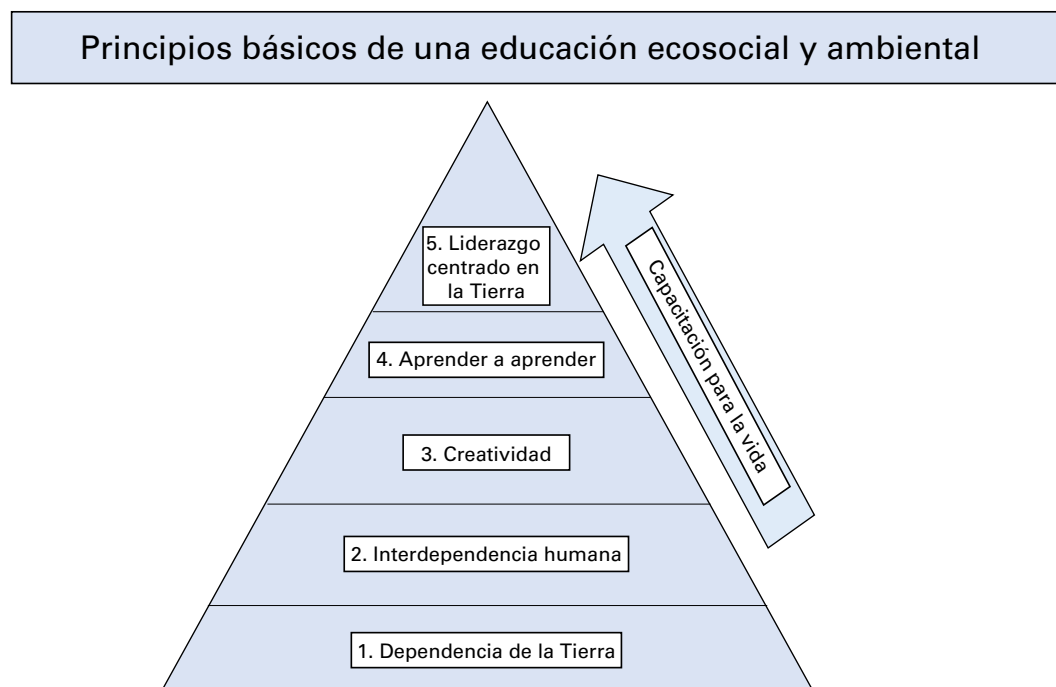 Principios básicos de una educación ecosocial y ambiental
5. Liderazgo
centrado en
la Tierra
4. Aprender a aprender
3. Creatividad
2. Interdependencia humana
1. Dependencia de la Tierra
Capacitación para la vida